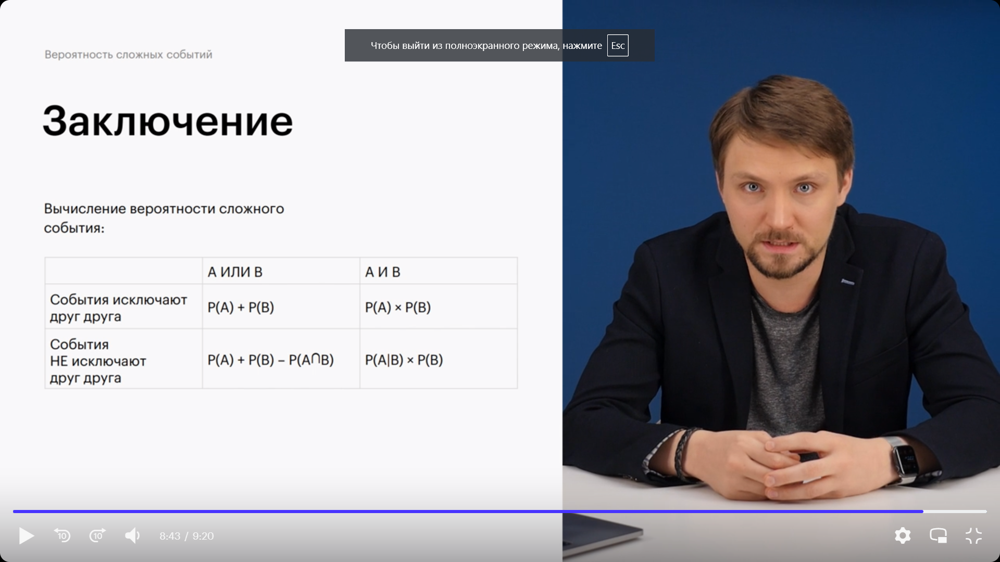 Чтобы выйти из полноэкранного режима, нажмите Esc
Вероятность сложных событий
Заключение
Вычисление вероятности сложного
события:
А ИЛИ В
А И В
События исключают
друг друга
P(A) + P(B)
P(A) × P(B)
События
НЕ исключают
друг друга
P(A) + P(B) – P(A∩B)
P(A|B) × P(B)
10
10
8:43 / 9:20